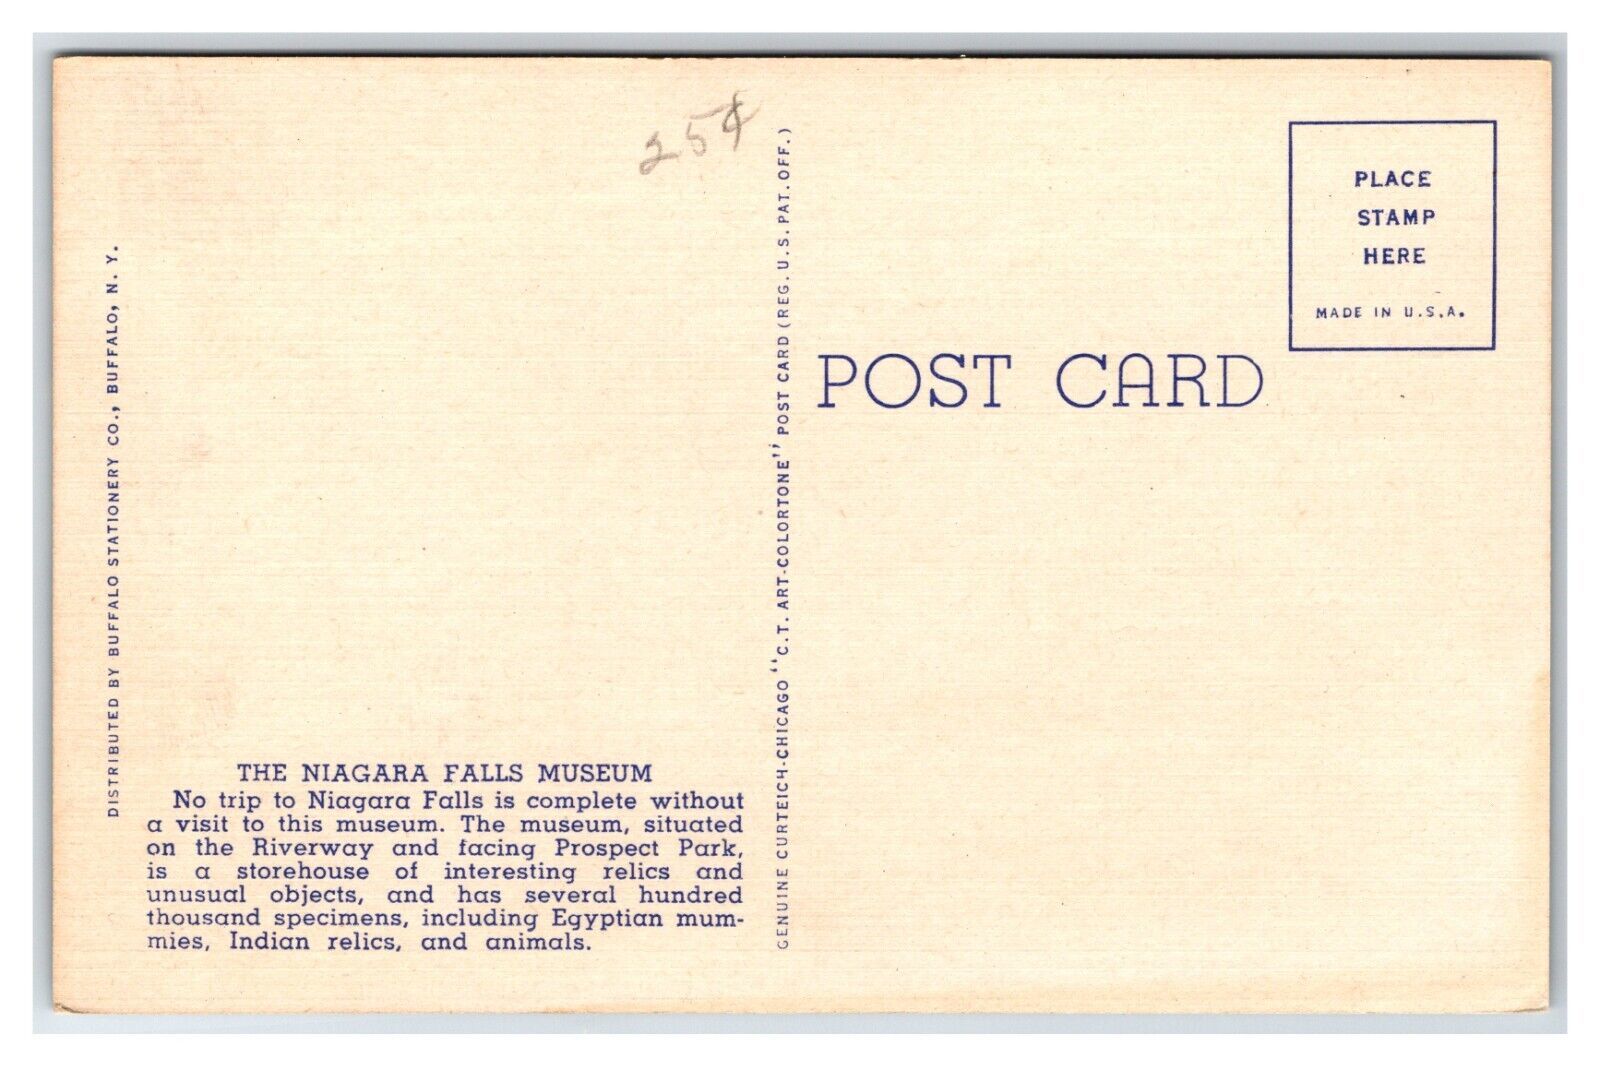 25¢
PLACE
STAMP
HERE
MADE IN U.S.A.
POST CARD
DISTRIBUTED BY BUFFALO STATIONERY CO., BUFFALO, N. Y.
GENUINE CURTEICH-CHICAGO "C.T. ART-COLORTONE" POST CARD (REG. U.S. PAT. OFF.)
THE NIAGARA FALLS MUSEUM
No trip to Niagara Falls is complete without
a visit to this museum. The museum, situated
on the Riverway and facing Prospect Park,
is a storehouse of interesting relics and
unusual objects, and has several hundred
thousand specimens, including Egyptian mum-
mies, Indian relics, and animals.